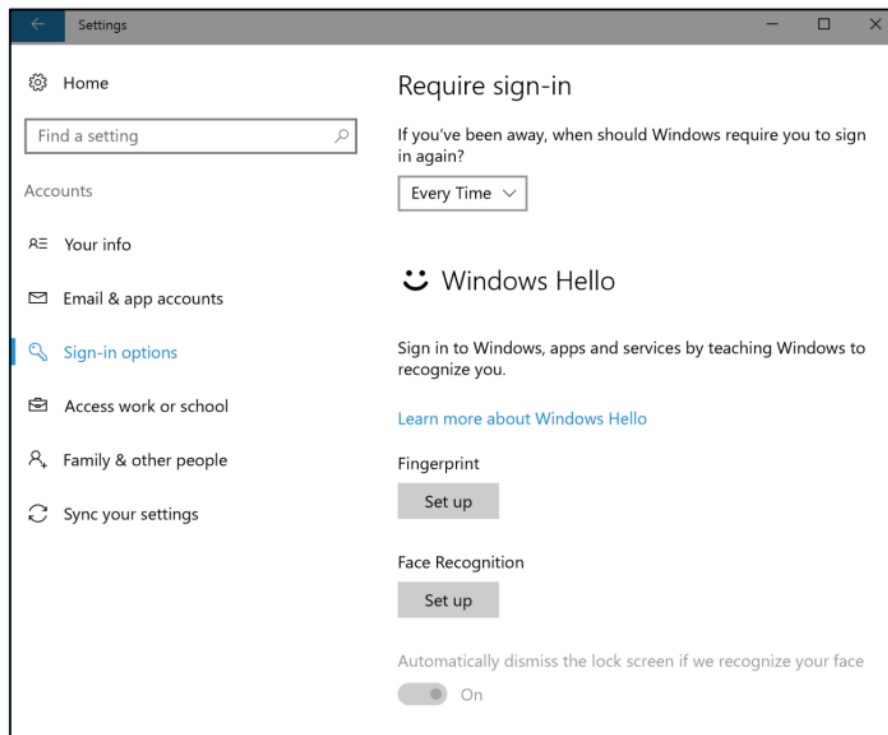 Settings
Home
Find a setting
Accounts
Your info
Email & app accounts
Sign-in options
Access work or school
Family & other people
Sync your settings
Require sign-in
If you've been away, when should Windows require you to sign
in again?
Every Time
Windows Hello
Sign in to Windows, apps and services by teaching Windows to
recognize you.
Learn more about Windows Hello
Fingerprint
Set up
Face Recognition
Set up
Automatically dismiss the lock screen if we recognize your face
On